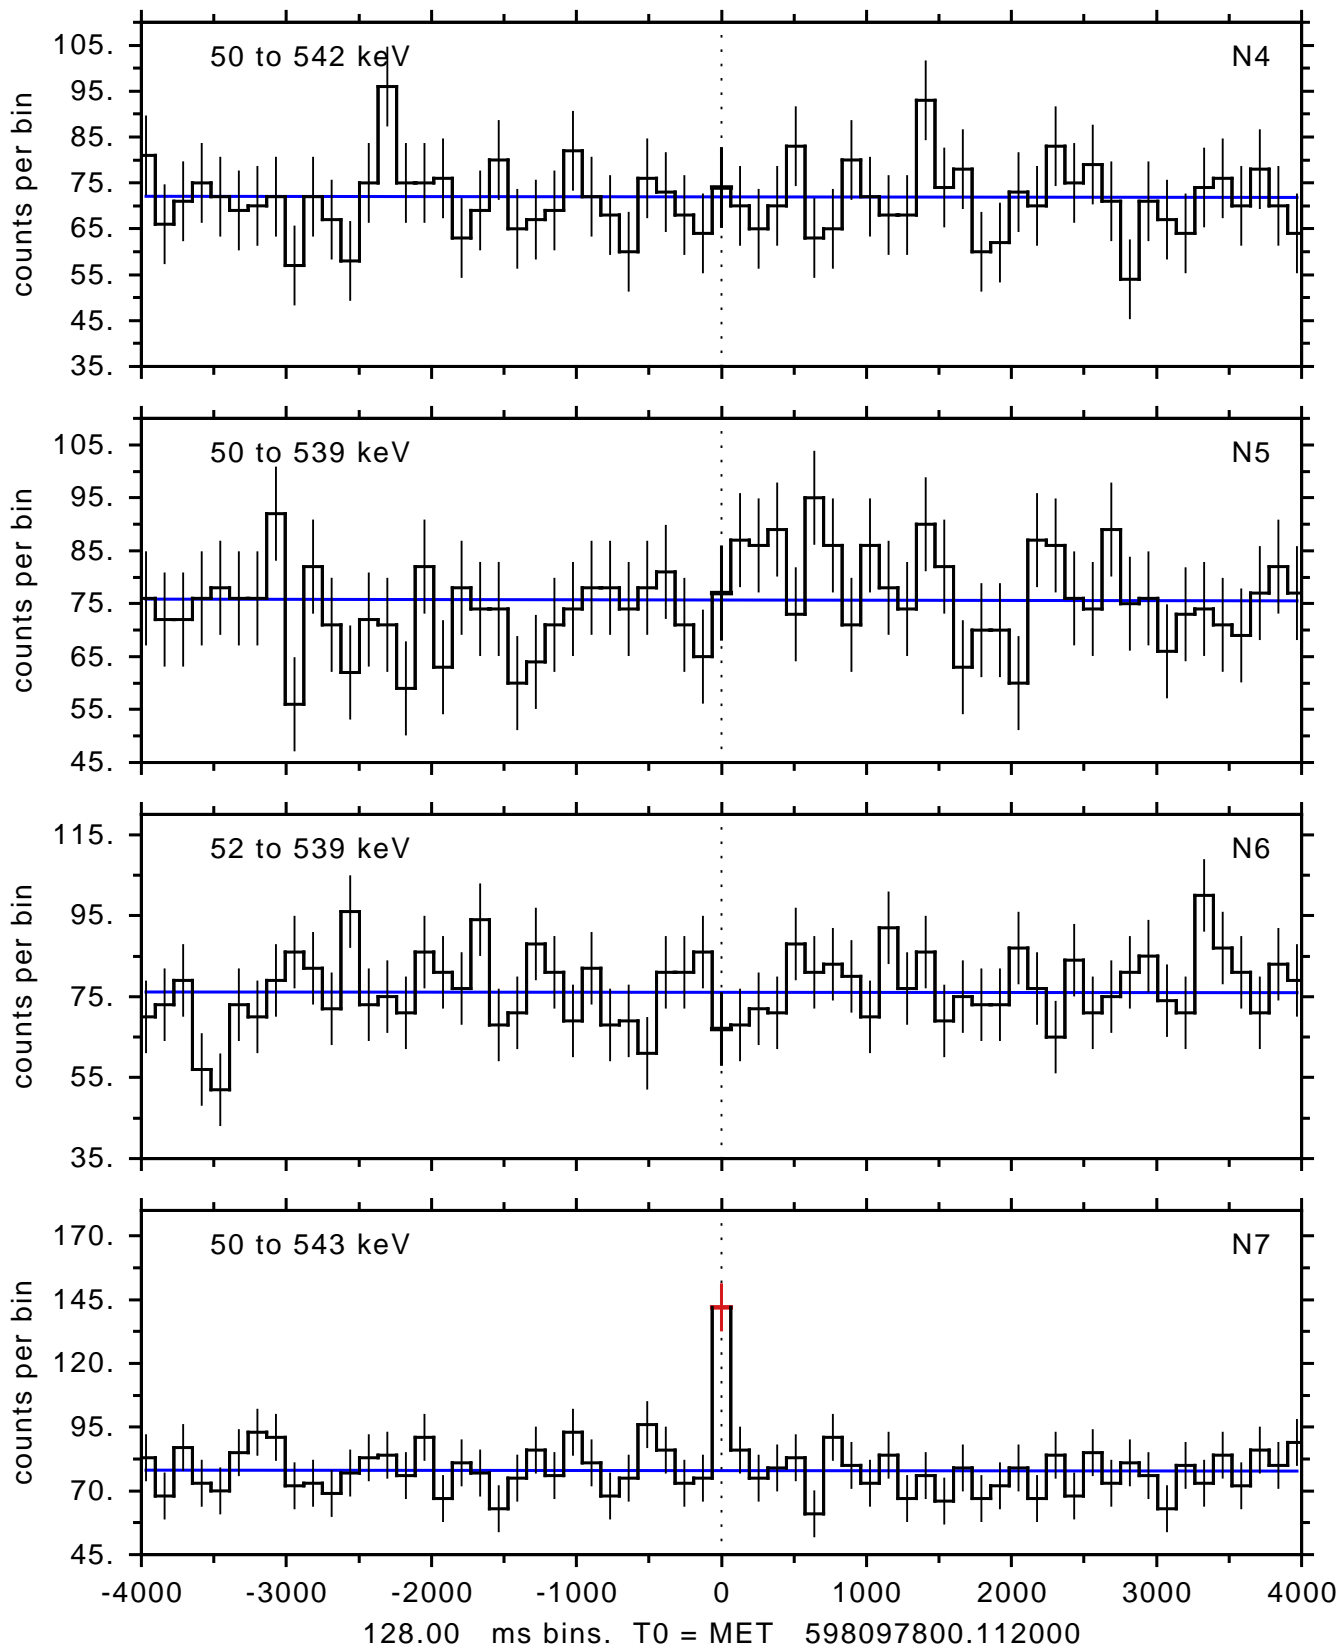 50 to 542 keV N4
105.
95.
85.
75.
65.
55.
45.
35.
counts per bin
50 to 539 keV N5
105.
95.
85.
75.
65.
55.
45.
counts per bin
52 to 539 keV N6
115.
95.
75.
55.
35.
counts per bin
50 to 543 keV N7
170.
145.
120.
95.
70.
45.
counts per bin
-4000 -3000 -2000 -1000 0 1000 2000 3000 4000
128.00 ms bins. T0 = MET 598097800.112000